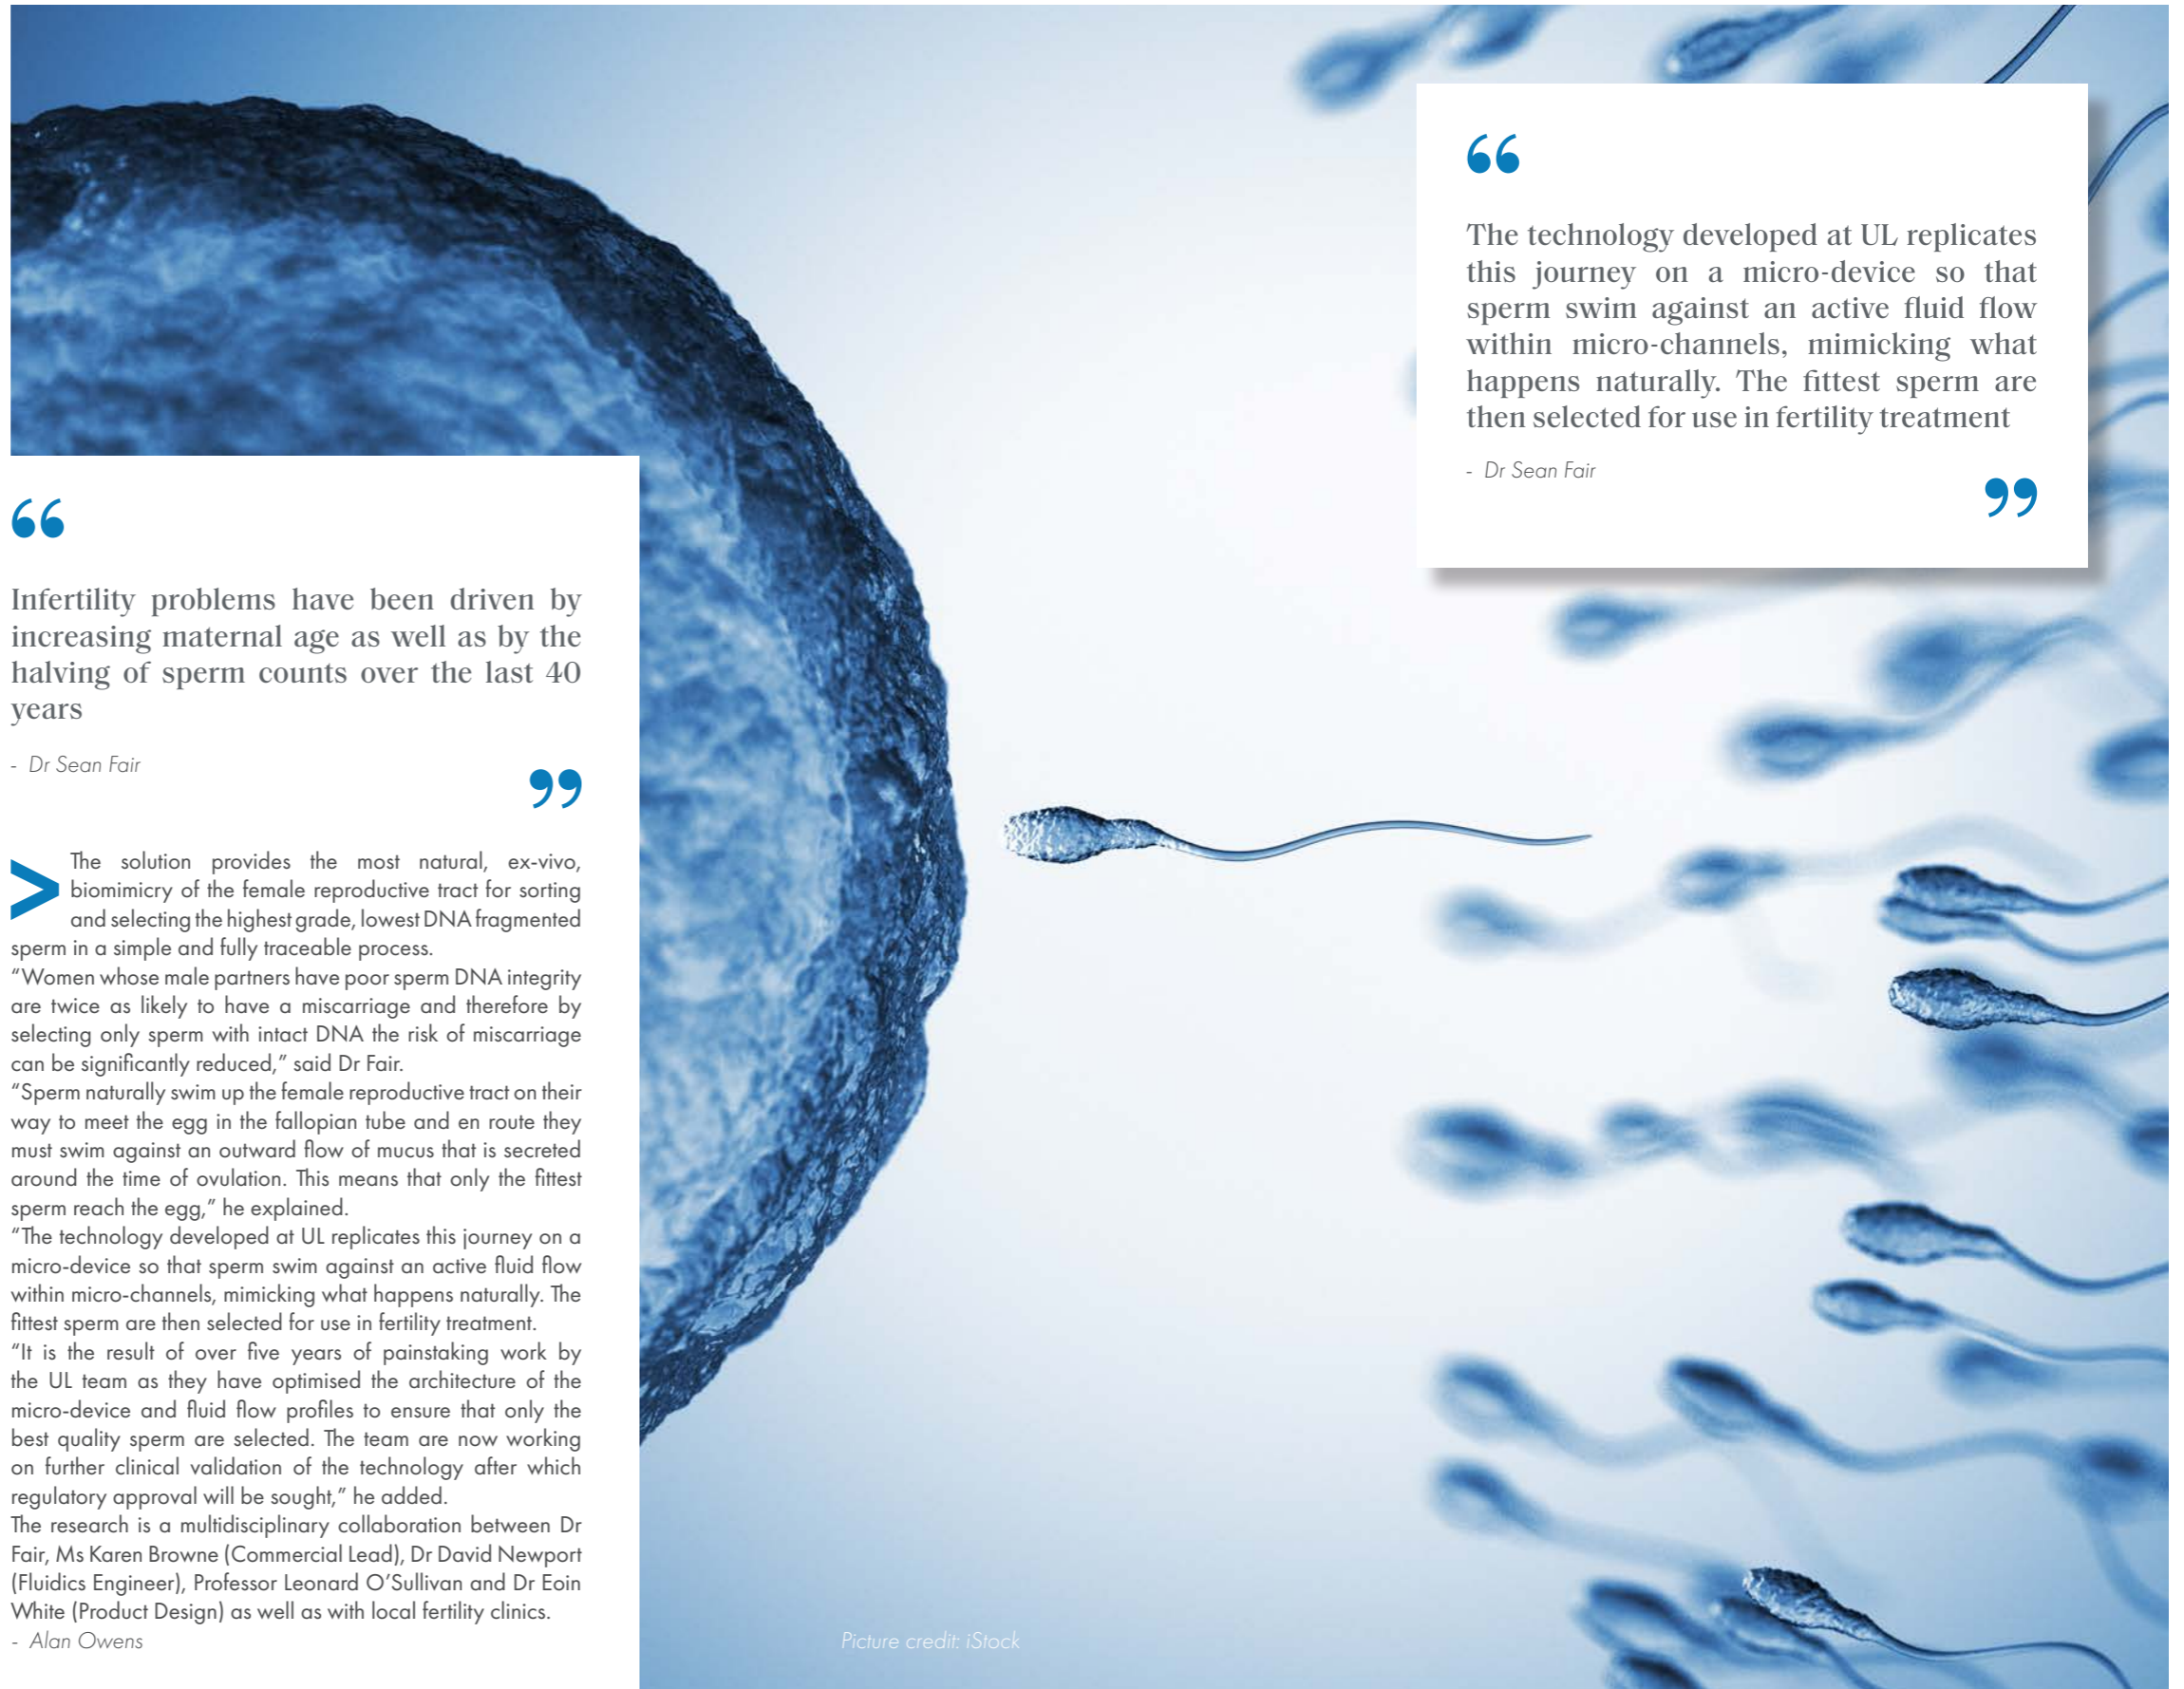 “
Infertility problems have been driven by
increasing maternal age as well as by the
halving of sperm counts over the last 40
years
- Dr Sean Fair
”
> The solution provides the most natural, ex-vivo,
biomimicry of the female reproductive tract for sorting
and selecting the highest grade, lowest DNA fragmented
sperm in a simple and fully traceable process.
“Women whose male partners have poor sperm DNA integrity
are twice as likely to have a miscarriage and therefore by
selecting only sperm with intact DNA the risk of miscarriage
can be significantly reduced,” said Dr Fair.
“Sperm naturally swim up the female reproductive tract on their
way to meet the egg in the fallopian tube and en route they
must swim against an outward flow of mucus that is secreted
around the time of ovulation. This means that only the fittest
sperm reach the egg,” he explained.
“The technology developed at UL replicates this journey on a
micro-device so that sperm swim against an active fluid flow
within micro-channels, mimicking what happens naturally. The
fittest sperm are then selected for use in fertility treatment.
“It is the result of over five years of painstaking work by
the UL team as they have optimised the architecture of the
micro-device and fluid flow profiles to ensure that only the
best quality sperm are selected. The team are now working
on further clinical validation of the technology after which
regulatory approval will be sought,” he added.
The research is a multidisciplinary collaboration between Dr
Fair, Ms Karen Browne (Commercial Lead), Dr David Newport
(Fluidics Engineer), Professor Leonard O’Sullivan and Dr Eoin
White (Product Design) as well as with local fertility clinics.
- Alan Owens
“
The technology developed at UL replicates
this journey on a micro-device so that
sperm swim against an active fluid flow
within micro-channels, mimicking what
happens naturally. The fittest sperm are
then selected for use in fertility treatment
- Dr Sean Fair
”
Picture credit: iStock